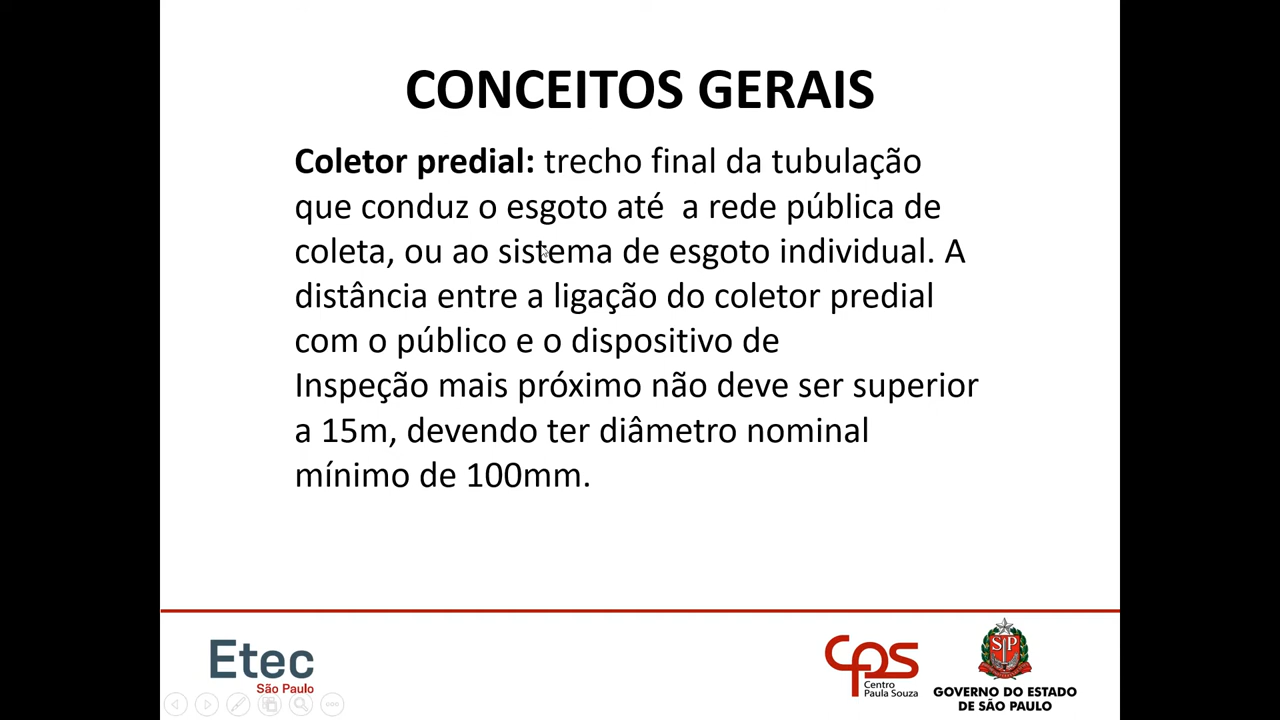 CONCEITOS GERAIS
Coletor predial: trecho final da tubulação
que conduz o esgoto até  a rede pública de
coleta, ou ao sistema de esgoto individual. A
distância entre a ligação do coletor predial
com o público e o dispositivo de
Inspeção mais próximo não deve ser superior
a 15m, devendo ter diâmetro nominal
mínimo de 100mm.
Etec
São Paulo
CPS
Centro
Paula Souza
SP
GOVERNO DO ESTADO
DE SÃO PAULO